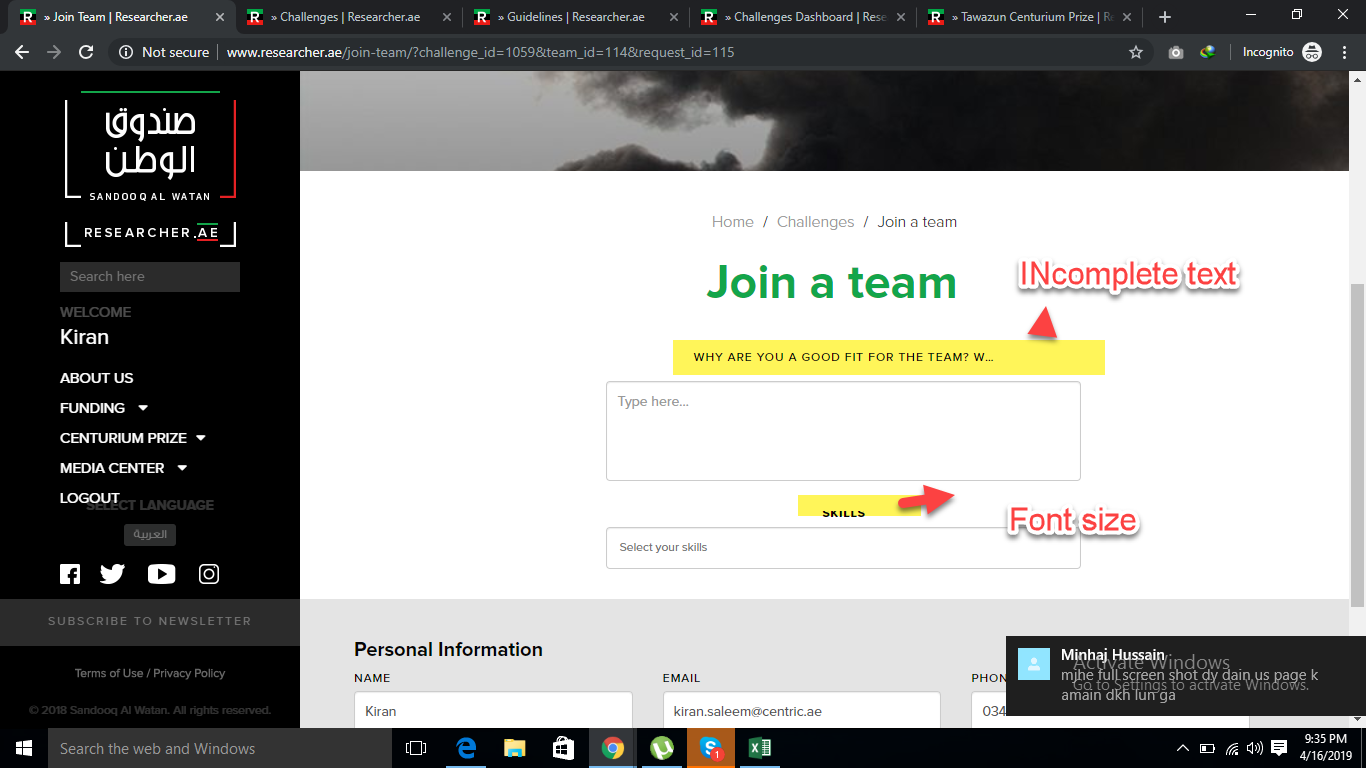 » Join Team | Researcher.ae
» Challenges | Researcher.ae
» Guidelines | Researcher.ae
» Challenges Dashboard | Rese
» Tawazun Centurium Prize | Re
Not secure
www.researcher.ae/join-team/?challenge_id=1059&team_id=114&request_id=115
Incognito
صندوق
الوطن
SANDOOQ AL WATAN
RESEARCHER.AE
Search here
WELCOME
Kiran
ABOUT US
FUNDING
CENTURIUM PRIZE
MEDIA CENTER
LOGOUT
SELECT LANGUAGE
العربية
SUBSCRIBE TO NEWSLETTER
Terms of Use / Privacy Policy
© 2018 Sandooq Al Watan. All rights reserved.
Home / Challenges / Join a team
Join a team
INcomplete text
WHY ARE YOU A GOOD FIT FOR THE TEAM? W...
Type here...
SKILLS
Font size
Select your skills
Personal Information
NAME
EMAIL
PHON
Kiran
kiran.saleem@centric.ae
034
Minhaj Hussain
mjhe full screen shot dy dain us page k
amain dkh lun ga
Activate Windows
Go to Settings to activate Windows.
Search the web and Windows
1
9:35 PM
4/16/2019